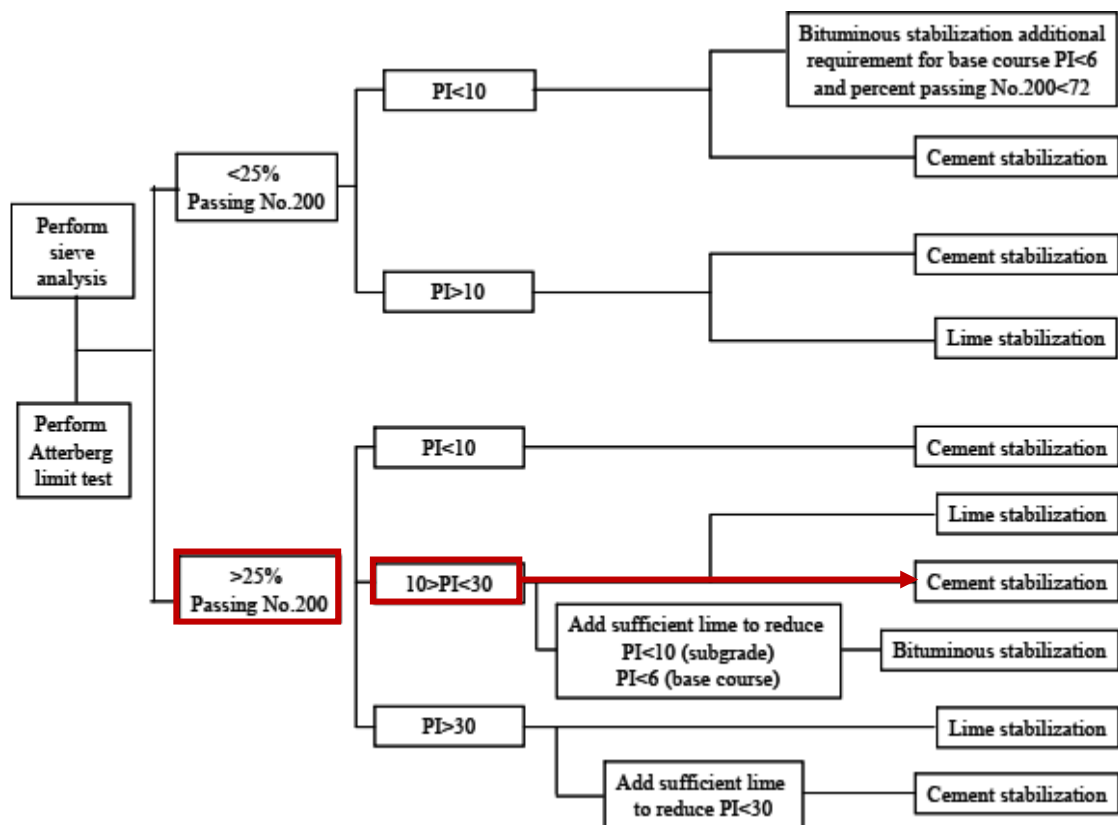 Perform
sieve
analysis
Perform
Atterberg
limit test
<25%
Passing No.200
PI<10
Bituminous stabilization additional
requirement for base course PI<6
and percent passing No.200<72
Cement stabilization
PI>10
Cement stabilization
Lime stabilization
>25%
Passing No.200
PI<10
Cement stabilization
10>PI<30
Lime stabilization
Cement stabilization
Add sufficient lime to reduce
PI<10 (subgrade)
PI<6 (base course)
Bituminous stabilization
PI>30
Lime stabilization
Add sufficient lime
to reduce PI<30
Cement stabilization